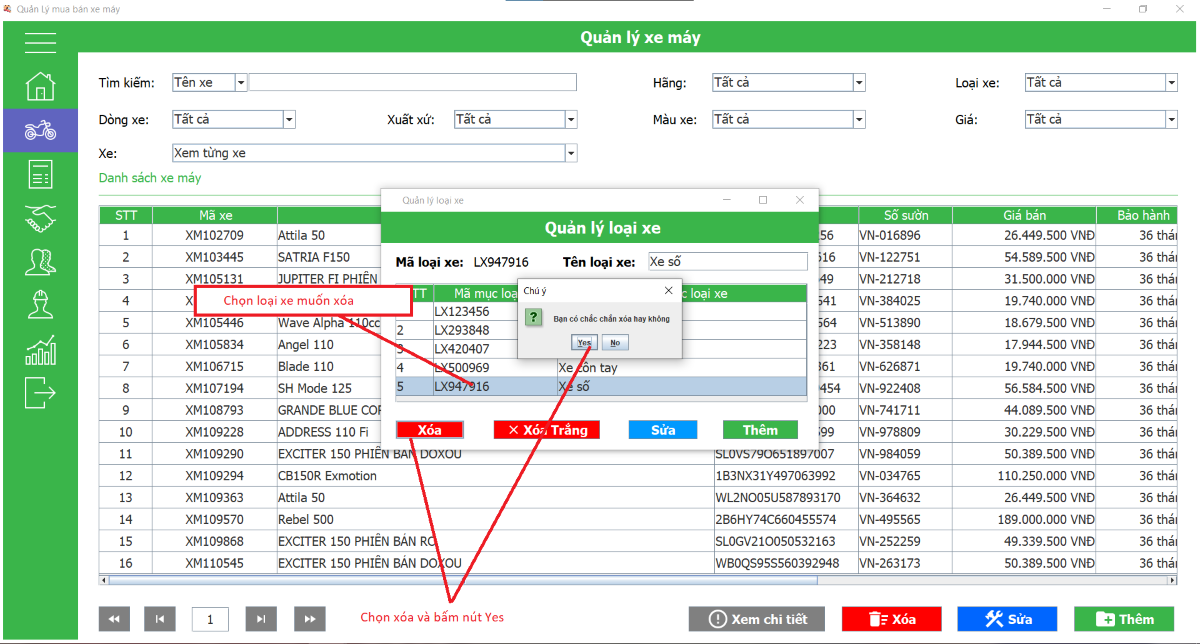 Quản lý mua bán xe máy
Quản lý xe máy
Tìm kiếm: Tên xe Hãng: Tất cả Loại xe: Tất cả
Dòng xe: Tất cả Xuất xứ: Tất cả Màu xe: Tất cả Giá: Tất cả
Xe: Xem từng xe
Danh sách xe máy
STT Mã xe Số sườn Giá bán Bảo hành
1 XM102709 Attila 50 56 VN-016896 26.449.500 VNĐ 36 thán
2 XM103445 SATRIA F150 516 VN-122751 54.589.500 VNĐ 36 thán
3 XM105131 JUPITER FI PHIÊN 49 VN-212718 31.500.000 VNĐ 36 thán
4 X 541 VN-384025 19.740.000 VNĐ 36 thán
5 XM105446 Wave Alpha 110cc 564 VN-513890 18.679.500 VNĐ 36 thán
6 XM105834 Angel 110 223 VN-358148 17.944.500 VNĐ 36 thán
7 XM106715 Blade 110 361 VN-626871 19.740.000 VNĐ 36 thán
8 XM107194 SH Mode 125 454 VN-922408 56.584.500 VNĐ 36 thán
9 XM108793 GRANDE BLUE COR 000 VN-741711 44.089.500 VNĐ 36 thán
10 XM109228 ADDRESS 110 Fi 599 VN-978809 30.229.500 VNĐ 36 thán
11 XM109290 EXCITER 150 PHIÊN BẢN DOXOU SL0VS79O651897007 VN-984059 50.389.500 VNĐ 36 thán
12 XM109294 CB150R Exmotion 1B3NX31Y497063992 VN-034765 110.250.000 VNĐ 36 thán
13 XM109363 Attila 50 WL2NO05U587893170 VN-364632 26.449.500 VNĐ 36 thán
14 XM109570 Rebel 500 2B6HY74C660455574 VN-495565 189.000.000 VNĐ 36 thán
15 XM109868 EXCITER 150 PHIÊN BẢN RC SL0GV21O050532163 VN-252259 49.339.500 VNĐ 36 thán
16 XM110545 EXCITER 150 PHIÊN BẢN DOXOU WB0QS95S560392948 VN-263173 50.389.500 VNĐ 36 thán
Quản lý loại xe
Quản lý loại xe
Mã loại xe: LX947916 Tên loại xe: Xe số
TT Mã mục loạ c loại xe
LX123456
2 LX293848
3 LX420407
4 LX500969 Xe côn tay
5 LX947916 Xe số
Xóa Xóa Trắng Sửa Thêm
Chú ý
Bạn có chắc chắn xóa hay không
Yes No
Chọn loại xe muốn xóa
Chọn xóa và bấm nút Yes
1
Xem chi tiết Xóa Sửa Thêm